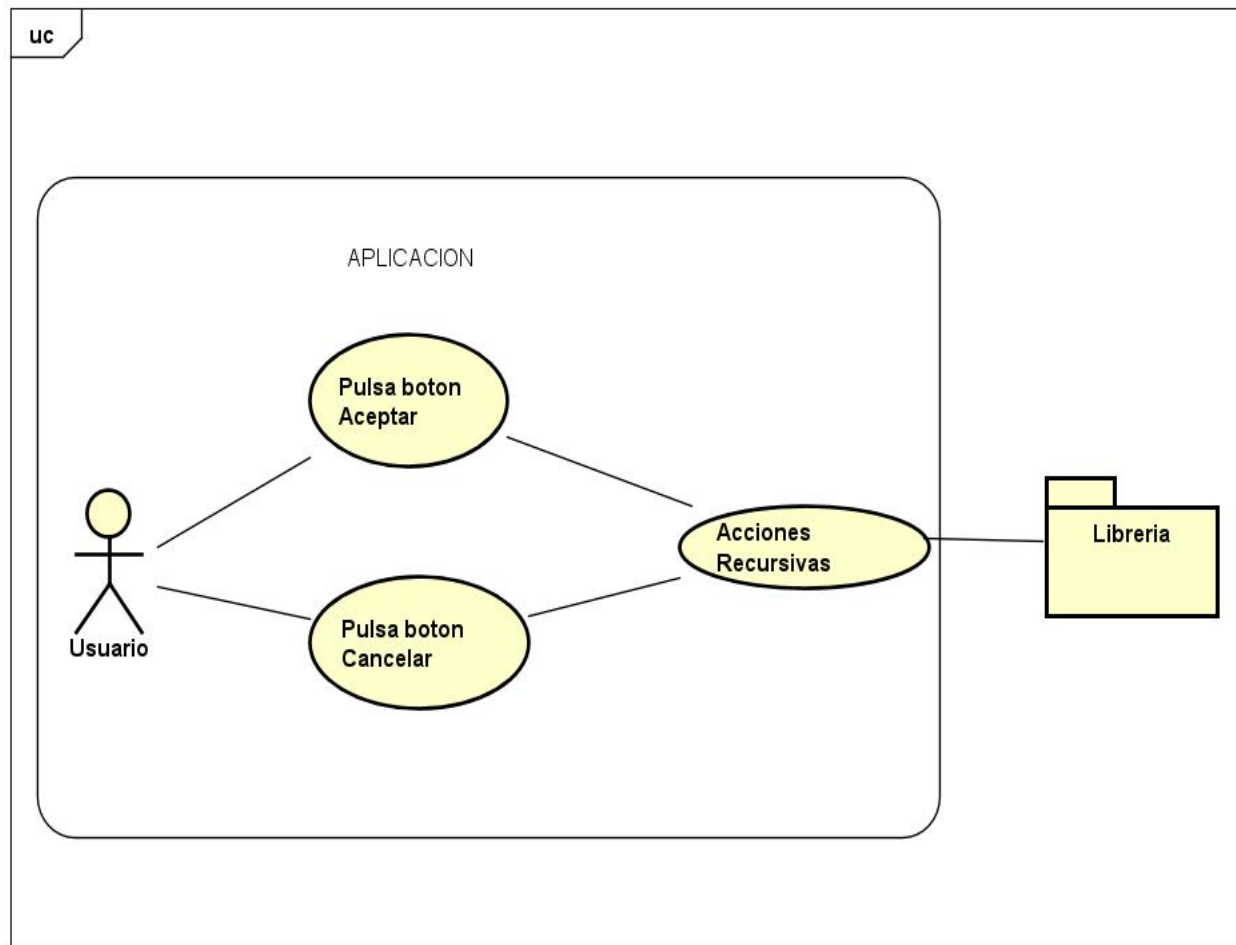 uc
APLICACION
Pulsa boton
Aceptar
Acciones
Recursivas
Libreria
Usuario
Pulsa boton
Cancelar